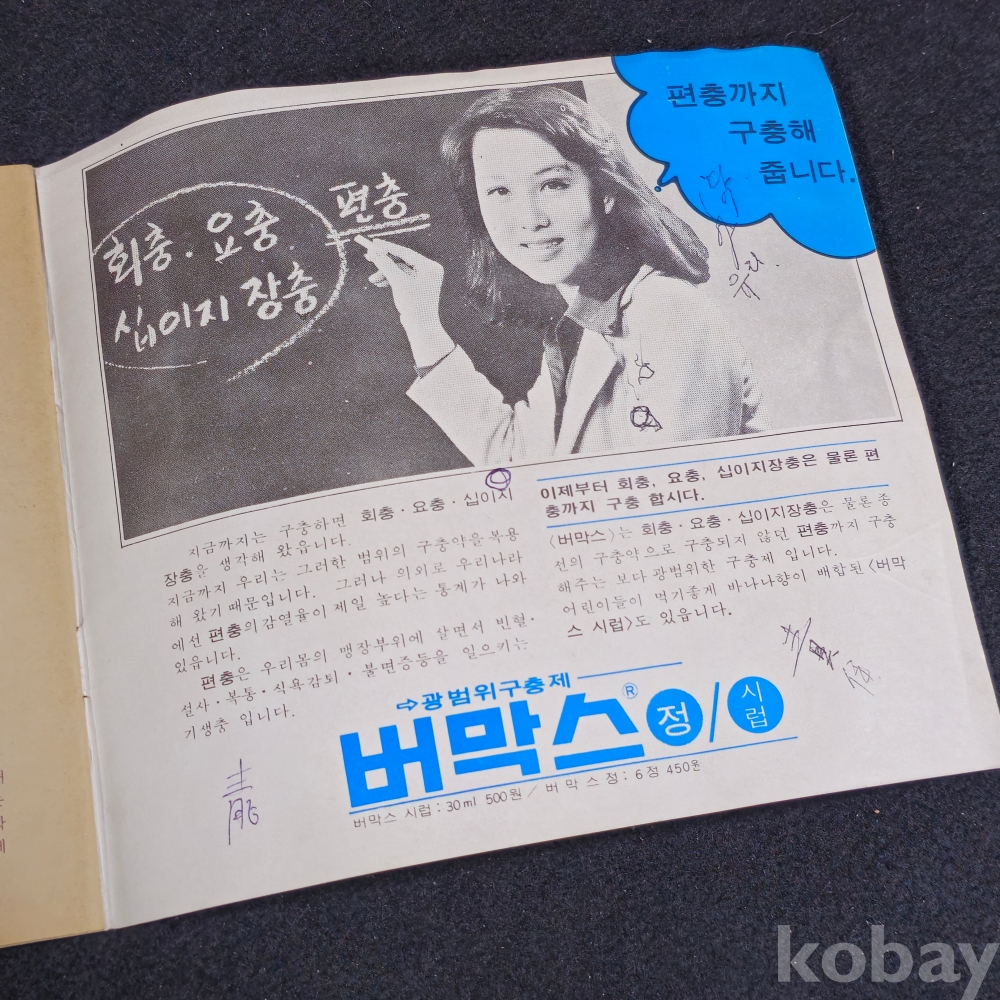 편충까지
구충해
줍니다.
회충. 요충 편충
십이지 장충
지금까지는 구충하면 회충·요충·십이지
장충을 생각해 왔읍니다.
지금까지 우리는 그러한 범위의 구충약을 복용
해 왔기 때문입니다. 그러나 의외로 우리나라
에선 편충의 감염율이 제일 높다는 통계가 나와
있읍니다.
편충은 우리몸의 맹장부위에 살면서 빈혈·
설사·복통·식욕감퇴·불면증등을 일으키는
기생충 입니다.
이제부터 회충, 요충, 십이지장충은 물론 편
충까지 구충 합시다.
〈버막스〉는 회충·요충·십이지장충은 물론 종
선의 구충약으로 구충되지 않던 편충까지 구충
해주는 보다 광범위한 구충제 입니다.
어린이들이 먹기좋게 바나나향이 배합된 〈버막
스 시럽〉도 있읍니다.
⇨광범위구충제
버막스® 정/시럽
버막스 시럽 : 30ml 500원 / 버막스정 : 6정 450원
kobay